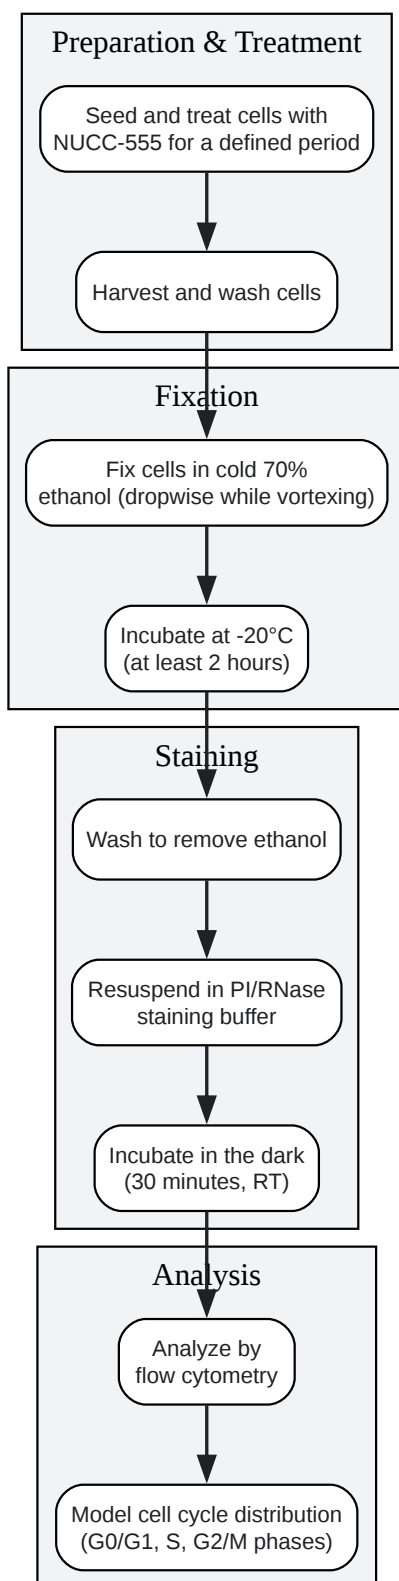 Preparation & Treatment
Seed and treat cells with
NUCC-555 for a defined period
Harvest and wash cells
Fixation
Fix cells in cold 70%
ethanol (dropwise while vortexing)
Incubate at -20°C
(at least 2 hours)
Staining
Wash to remove ethanol
Resuspend in PI/RNase
staining buffer
Incubate in the dark
(30 minutes, RT)
Analysis
Analyze by
flow cytometry
Model cell cycle distribution
(G0/G1, S, G2/M phases)